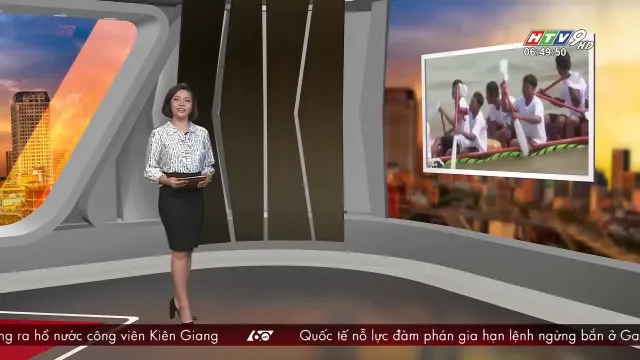 HTV9 HD
06:49:50
ng ra hồ nước công viên Kiên Giang
60
Quốc tế nỗ lực đàm phán gia hạn lệnh ngừng bắn ở Ga